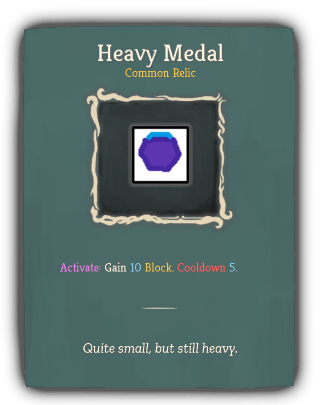 Heavy Medal
Common Relic
Activate: Gain 10 Block. Cooldown 5.
Quite small, but still heavy.